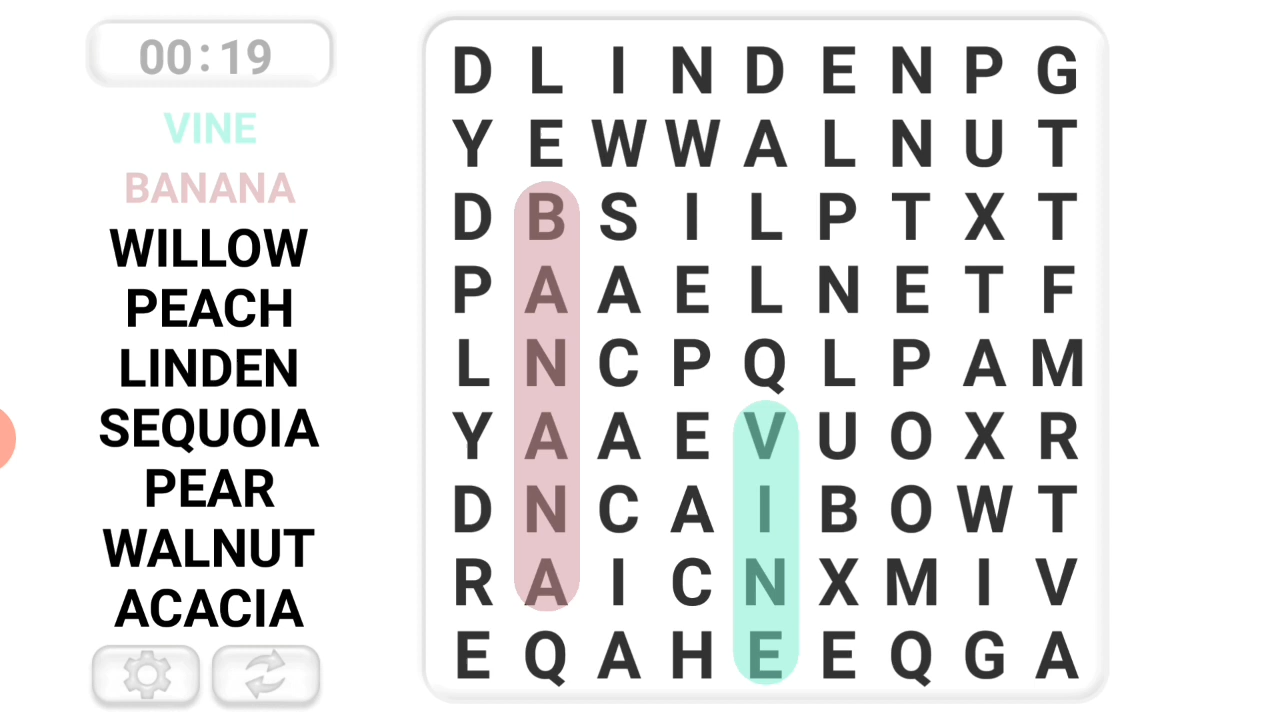 00:19
VINE
BANANA
WILLOW
PEACH
LINDEN
SEQUOIA
PEAR
WALNUT
ACACIA
D L I N D E N P G
Y E W W A L N U T
D B S I L P T X T
P A A E L N E T F
L N C P Q L P A M
Y A A E V U O X R
D N C A I B O W T
R A I C N X M I V
E Q A H E E Q G A